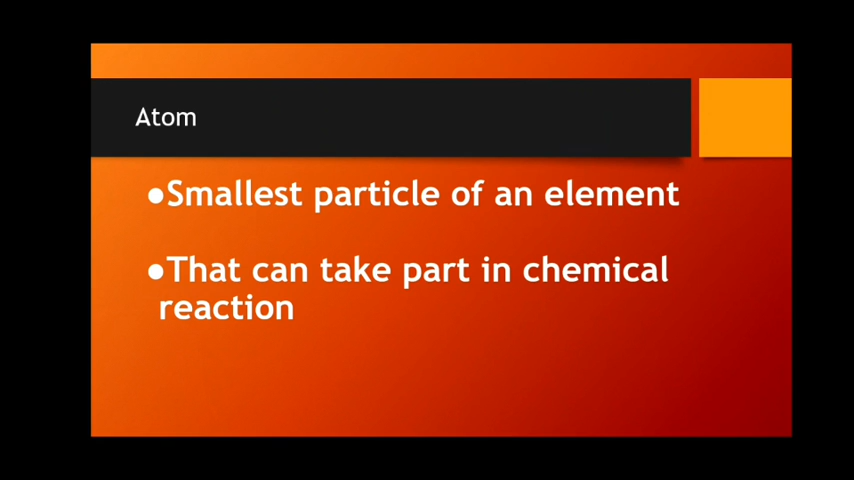 Atom
●Smallest particle of an element
●That can take part in chemical
reaction